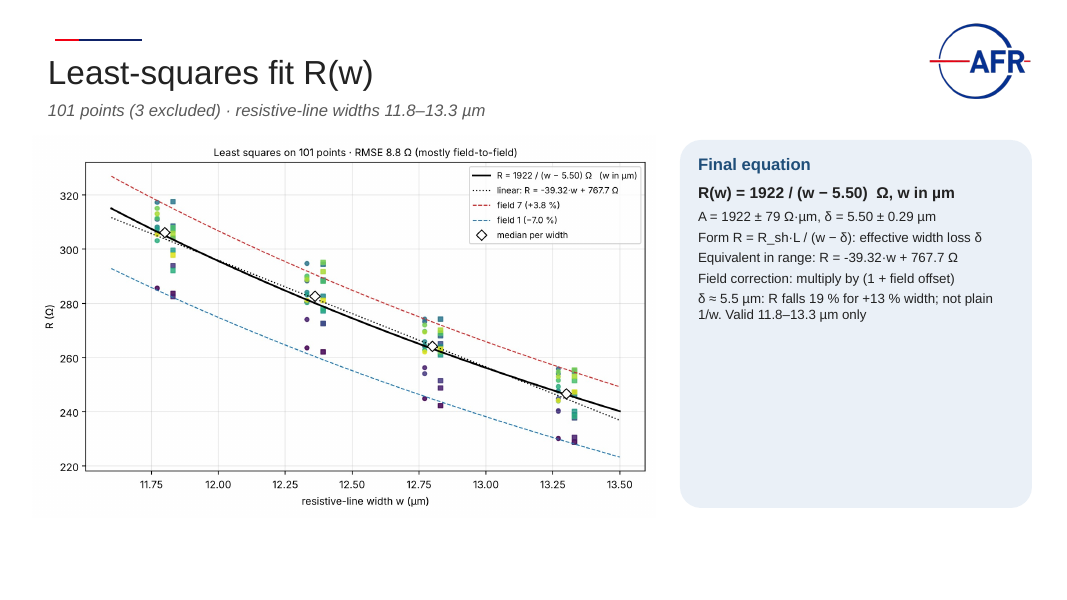 AFR
Least-squares fit R(w)
101 points (3 excluded) · resistive-line widths 11.8–13.3 µm
Least squares on 101 points · RMSE 8.8 Ω (mostly field-to-field)
R = 1922 / (w − 5.50) Ω (w in µm)
linear: R = -39.32·w + 767.7 Ω
field 7 (+3.8 %)
field 1 (−7.0 %)
median per width
R (Ω)
320
300
280
260
240
220
11.75 12.00 12.25 12.50 12.75 13.00 13.25 13.50
resistive-line width w (µm)
Final equation
R(w) = 1922 / (w − 5.50) Ω, w in µm
A = 1922 ± 79 Ω·µm, δ = 5.50 ± 0.29 µm
Form R = R_sh·L / (w − δ): effective width loss δ
Equivalent in range: R = -39.32·w + 767.7 Ω
Field correction: multiply by (1 + field offset)
δ ≈ 5.5 µm: R falls 19 % for +13 % width; not plain
1/w. Valid 11.8–13.3 µm only